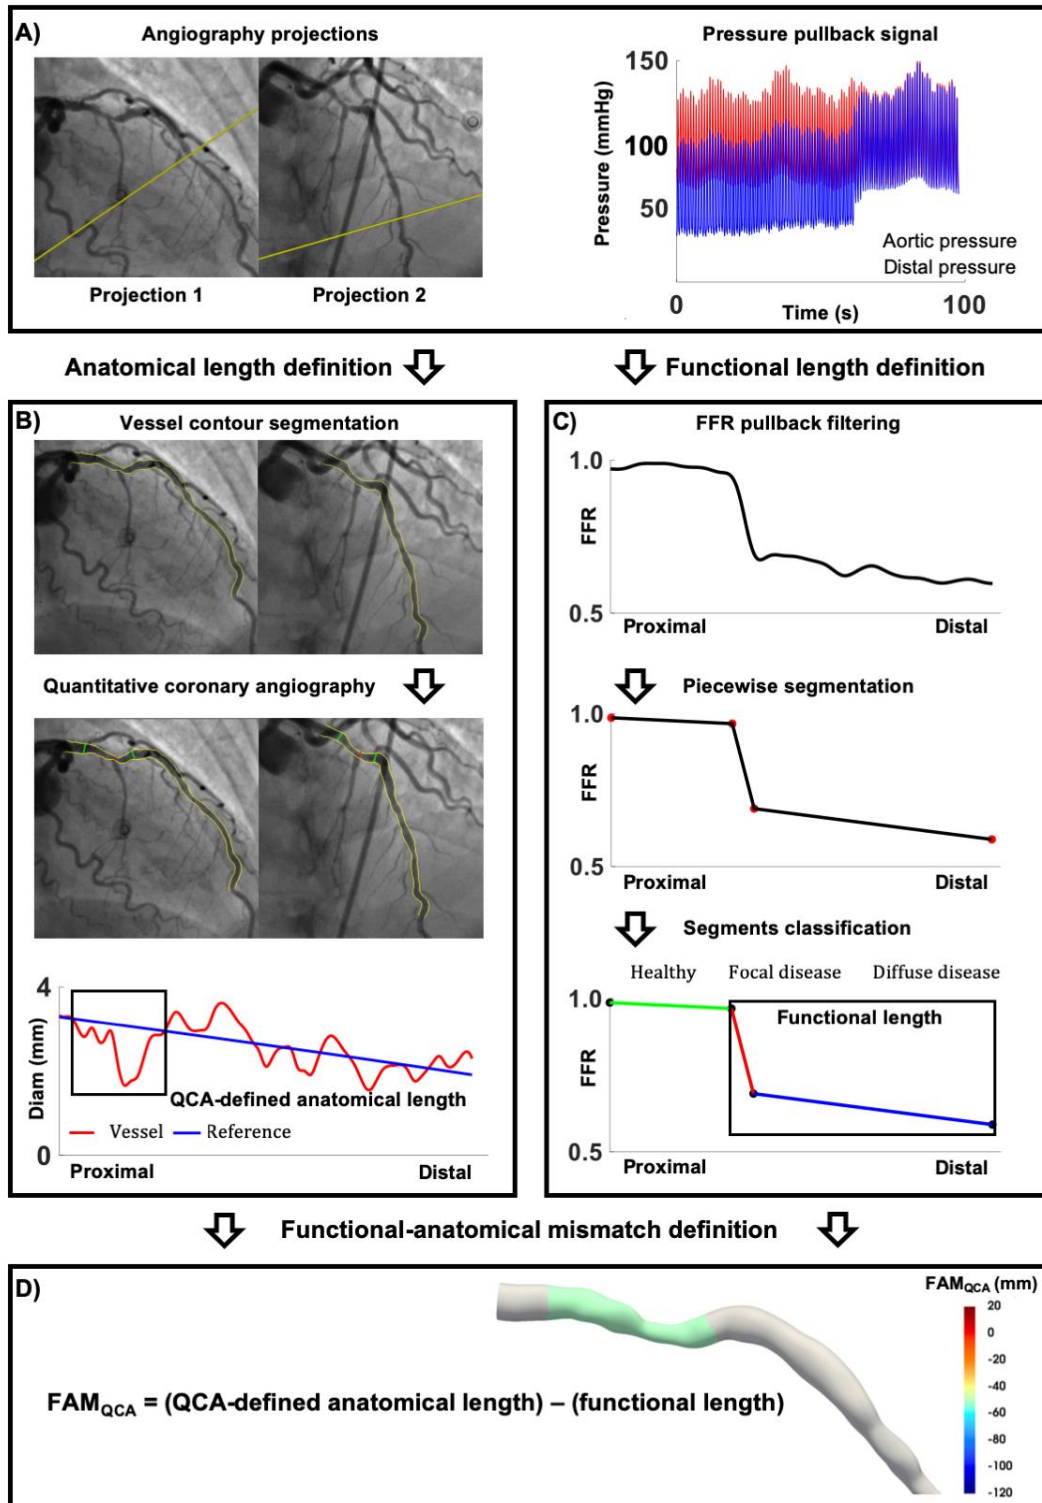 A)
Angiography projections
Projection 1
Projection 2
Pressure pullback signal
Pressure (mmHg)
150
100
50
Aortic pressure
Distal pressure
0
100
Time (s)
Anatomical length definition
Functional length definition
B)
Vessel contour segmentation
Quantitative coronary angiography
4
Diam (mm)
QCA-defined anatomical length
Vessel
Reference
0
Proximal
Distal
C)
FFR pullback filtering
1.0
FFR
0.5
Proximal
Distal
Piecewise segmentation
1.0
FFR
0.5
Proximal
Distal
Segments classification
Healthy
Focal disease
Diffuse disease
1.0
Functional length
FFR
0.5
Proximal
Distal
Functional-anatomical mismatch definition
D)
FAMQCA (mm)
20
0
-20
-40
-60
-80
-100
-120
FAMQCA = (QCA-defined anatomical length) – (functional length)